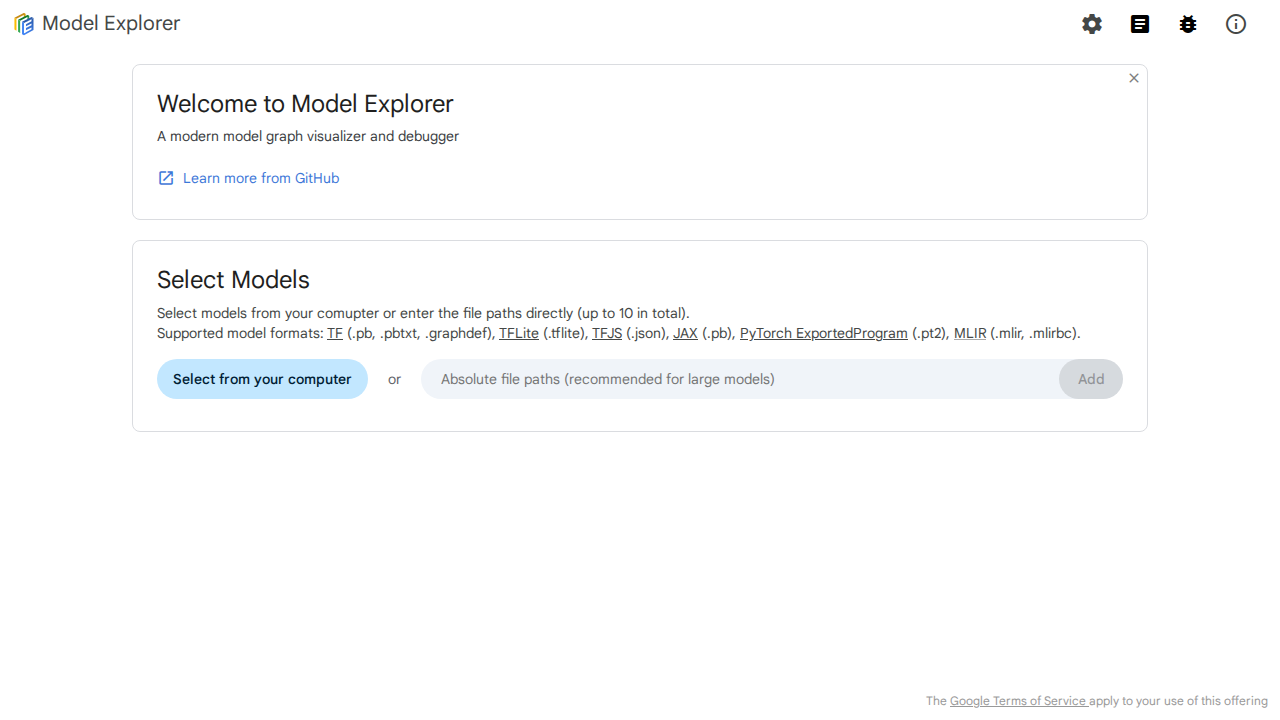 Model Explorer
Welcome to Model Explorer
A modern model graph visualizer and debugger
Learn more from GitHub
Select Models
Select models from your comupter or enter the file paths directly (up to 10 in total).
Supported model formats: TF (.pb, .pbtxt, .graphdef), TFLite (.tflite), TFJS (.json), JAX (.pb), PyTorch ExportedProgram (.pt2), MLIR (.mlir, .mlirbc).
Select from your computer or Absolute file paths (recommended for large models) Add
The Google Terms of Service apply to your use of this offering